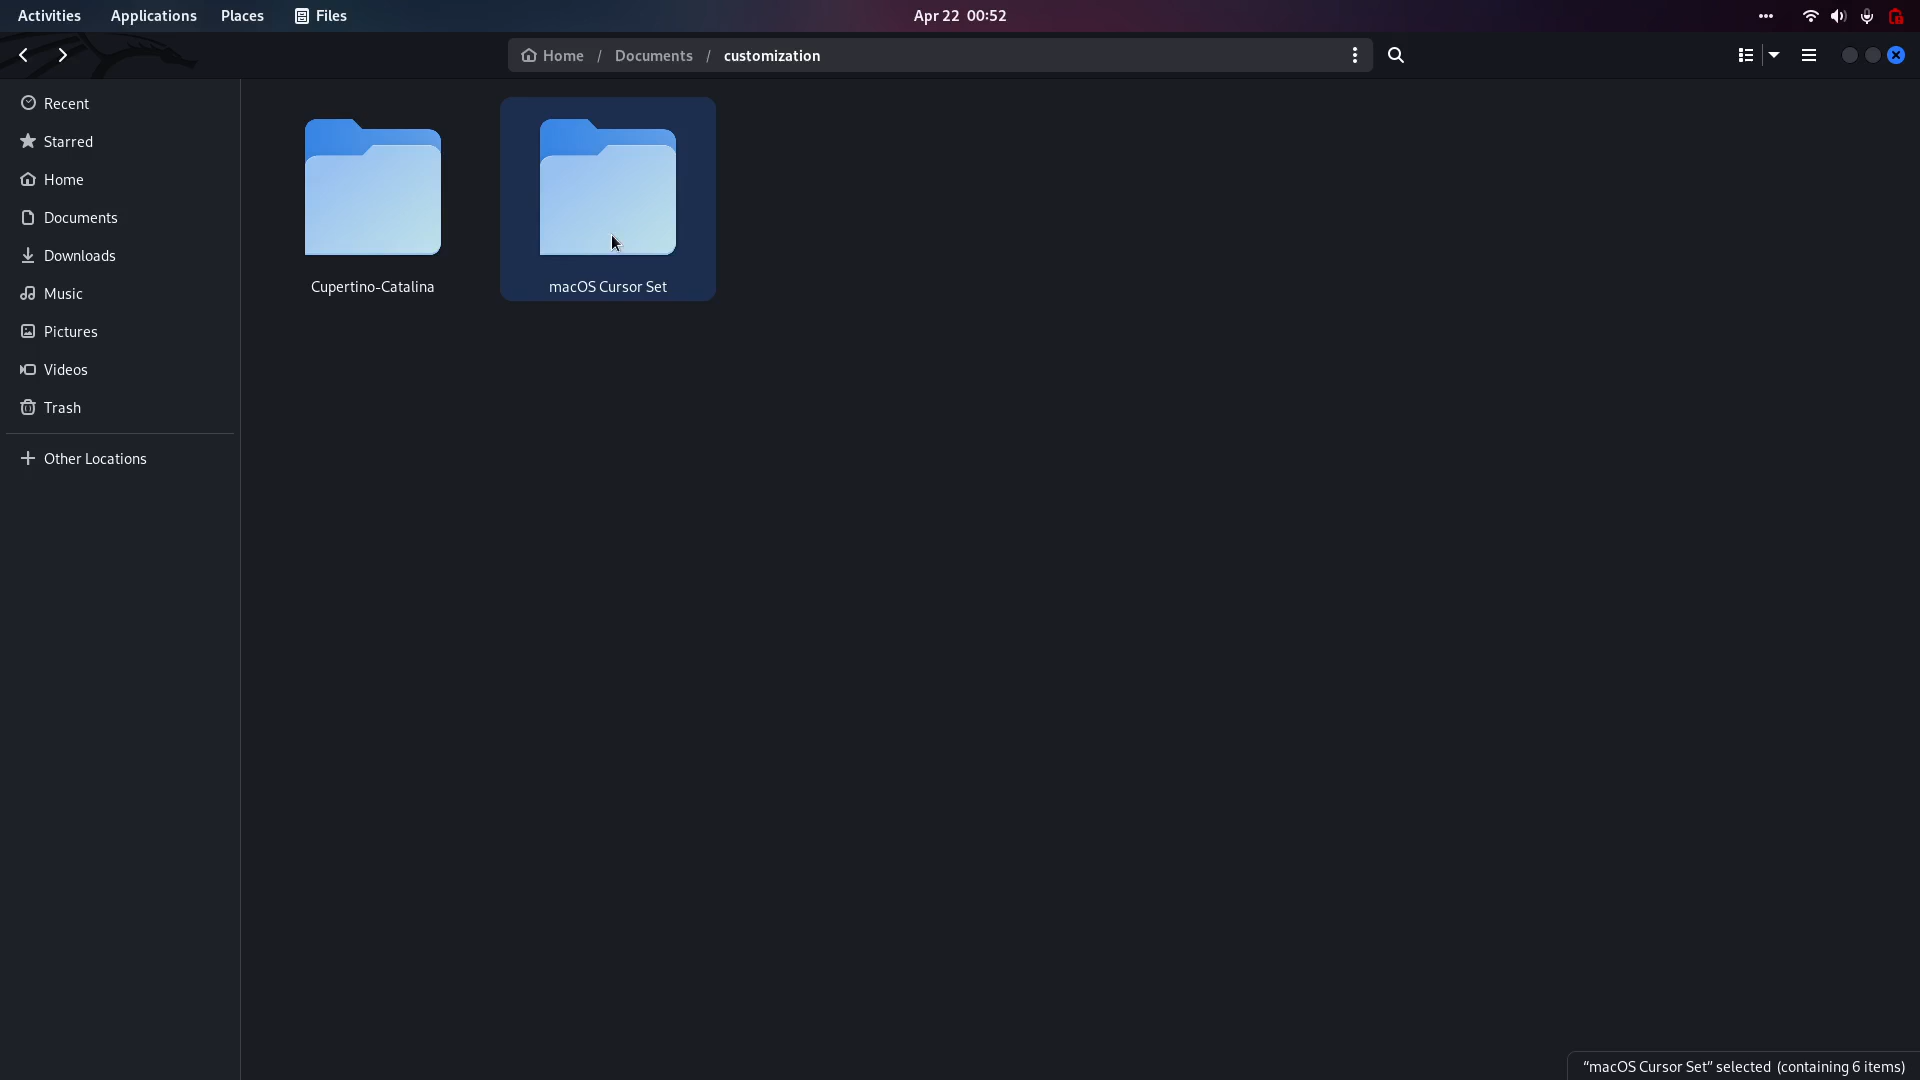 Activities Applications Places Files Apr 22 00:52
Home / Documents / customization
Recent
Starred
Home
Documents
Downloads
Music
Pictures
Videos
Trash
Other Locations
Cupertino-Catalina
macOS Cursor Set
“macOS Cursor Set” selected (containing 6 items)